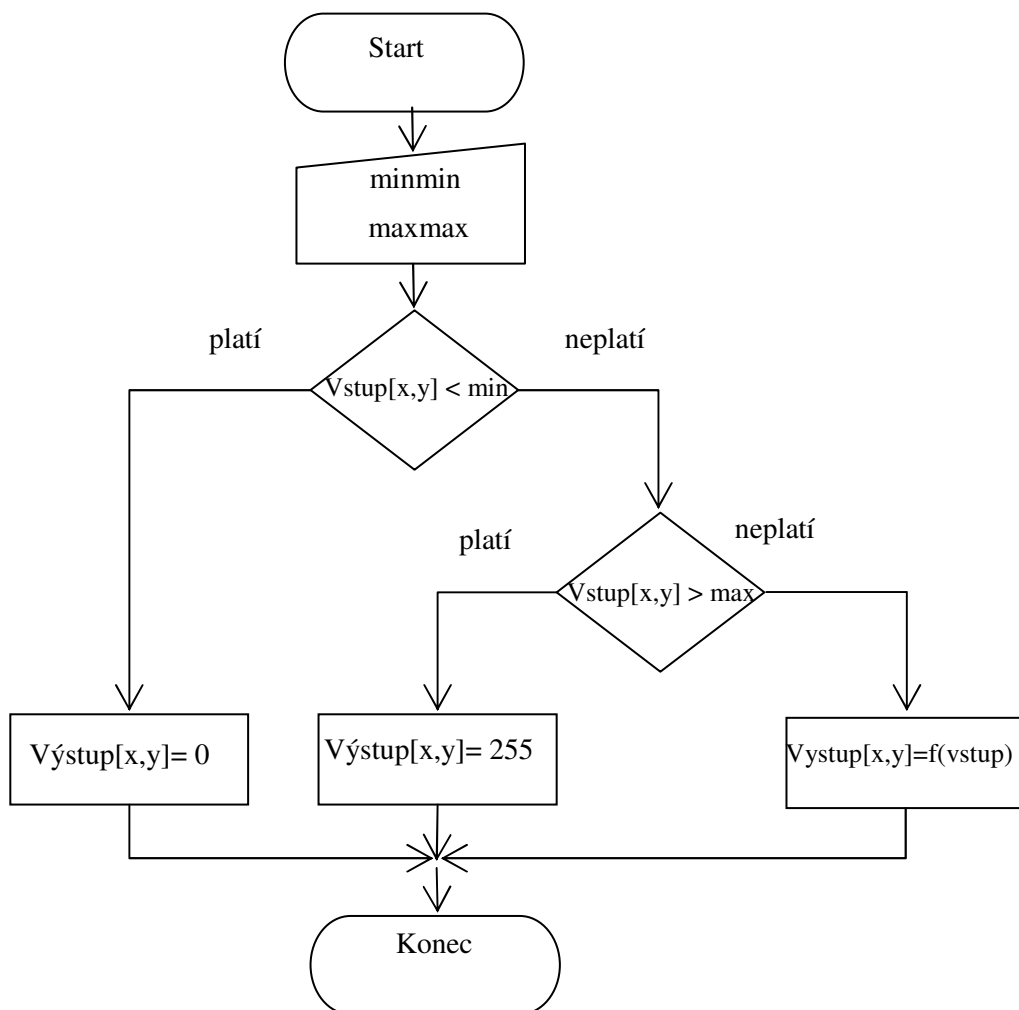 Start
minmin
maxmax
platí
neplatí
Vstup[x,y] < min
platí
neplatí
Vstup[x,y] > max
Výstup[x,y]= 0
Výstup[x,y]= 255
Vystup[x,y]=f(vstup)
Konec